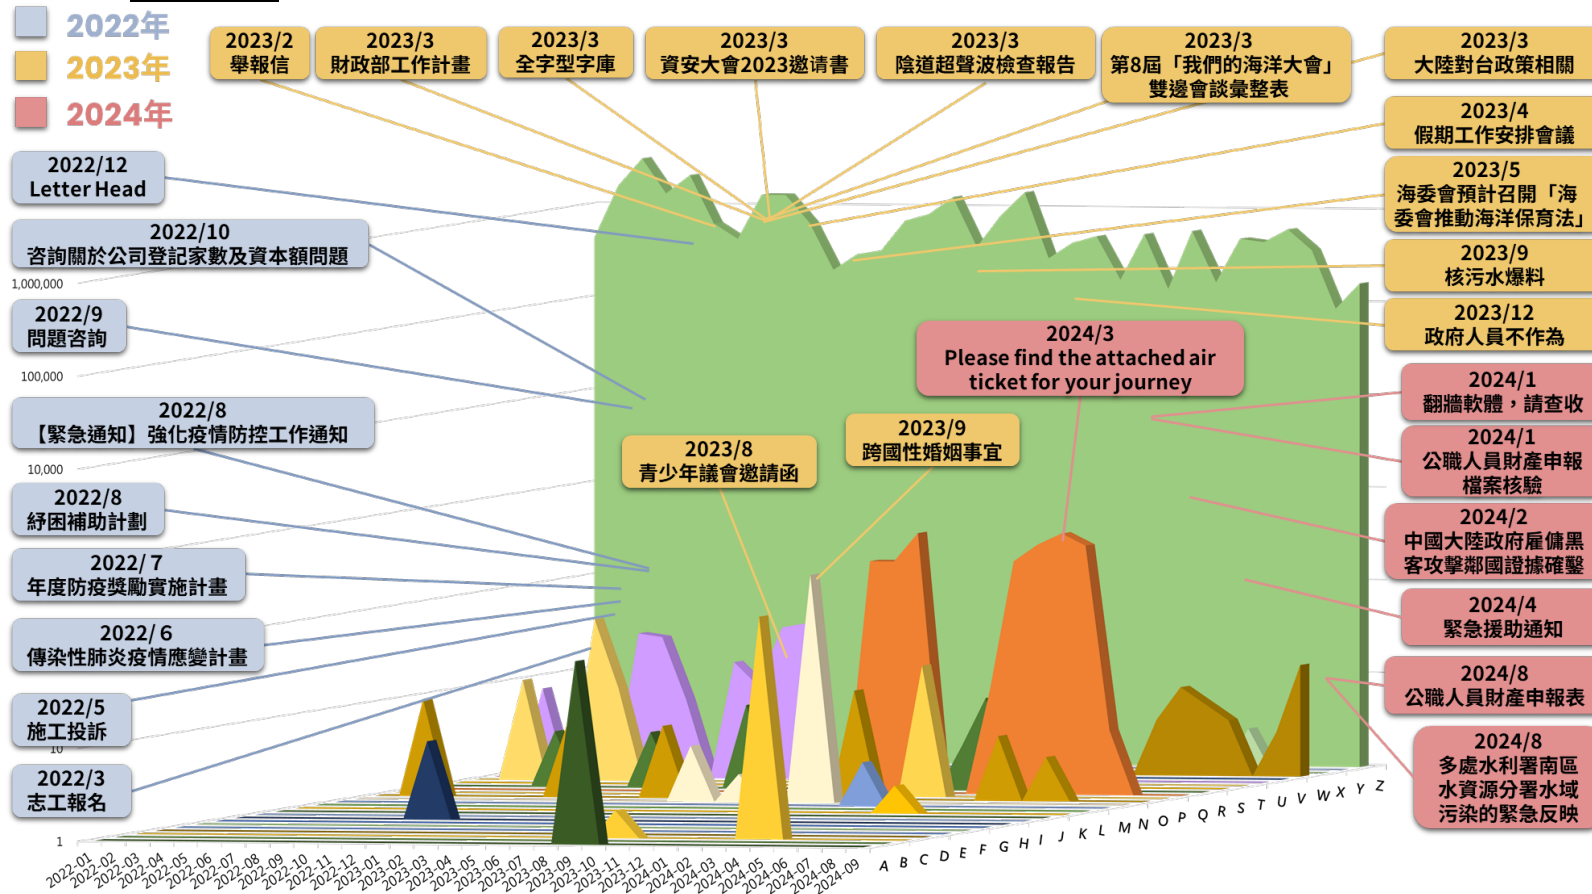 2022年
2023年
2024年
2023/2
舉報信
2023/3
財政部工作計畫
2023/3
全字型字庫
2023/3
資安大會2023邀请書
2023/3
陰道超聲波檢查報告
2023/3
第8屆「我們的海洋大會」
雙邊會談彙整表
2023/3
大陸對台政策相關
2023/4
假期工作安排會議
2023/5
海委會預計召開「海
委會推動海洋保育法」
2023/9
核污水爆料
2023/12
政府人員不作為
2022/12
Letter Head
2022/10
咨詢關於公司登記家數及資本額問題
2022/9
問題咨詢
2022/8
【緊急通知】強化疫情防控工作通知
2022/8
紓困補助計劃
2022/ 7
年度防疫獎勵實施計畫
2022/ 6
傳染性肺炎疫情應變計畫
2022/5
施工投訴
2022/3
志工報名
2024/3
Please find the attached air
ticket for your journey
2023/8
青少年議會邀請函
2023/9
跨國性婚姻事宜
2024/1
翻牆軟體，請查收
2024/1
公職人員財產申報
檔案核驗
2024/2
中國大陸政府雇傭黑
客攻擊鄰國證據確鑿
2024/4
緊急援助通知
2024/8
公職人員財產申報表
2024/8
多處水利署南區
水資源分署水域
污染的緊急反映
1,000,000
100,000
10,000
10
1
2022-01
2022-02
2022-03
2022-04
2022-05
2022-06
2022-07
2022-08
2022-09
2022-10
2022-11
2022-12
2023-01
2023-02
2023-03
2023-04
2023-05
2023-06
2023-07
2023-08
2023-09
2023-10
2023-11
2023-12
2024-01
2024-02
2024-03
2024-04
2024-05
2024-06
2024-07
2024-08
2024-09
A B C D E F G H I J K L M N O P Q R S T U V W X Y Z